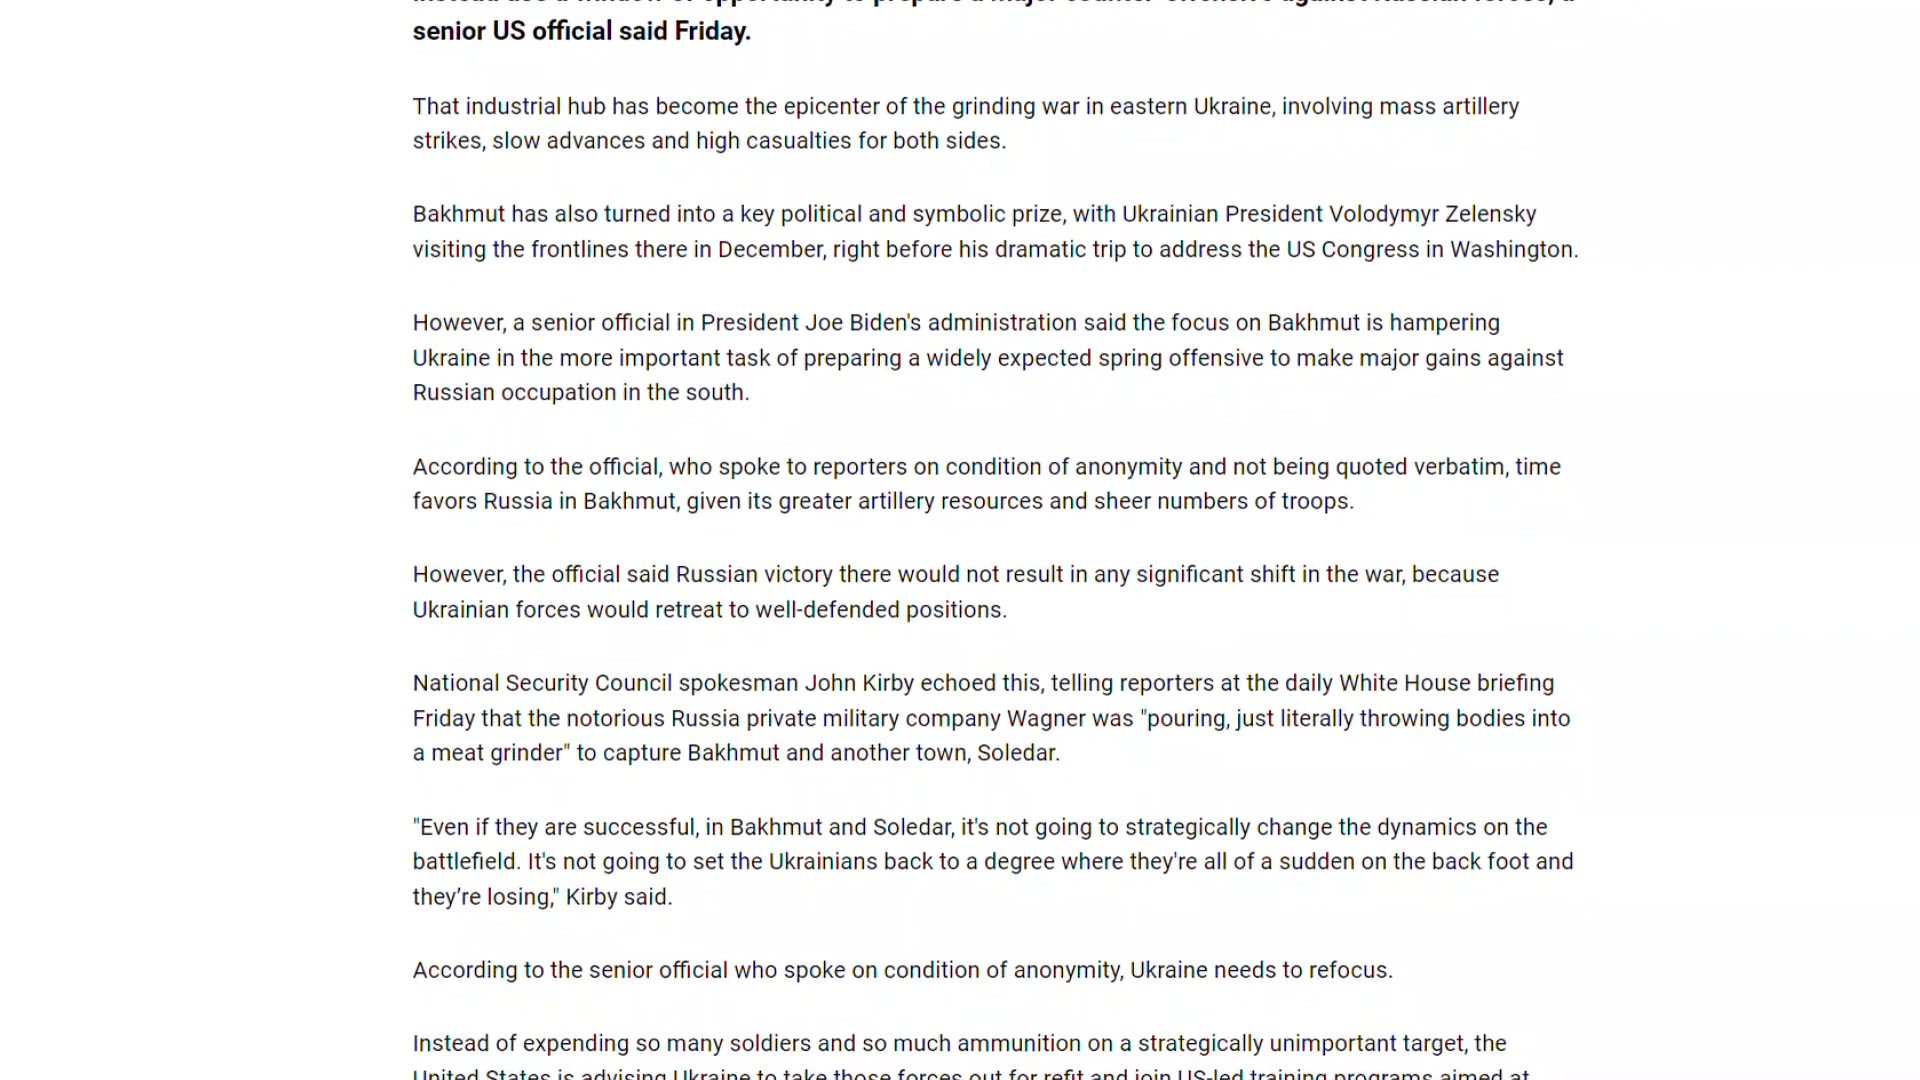 instead use a window of opportunity to prepare a major counter-offensive against Russian forces, a
senior US official said Friday.
That industrial hub has become the epicenter of the grinding war in eastern Ukraine, involving mass artillery
strikes, slow advances and high casualties for both sides.
Bakhmut has also turned into a key political and symbolic prize, with Ukrainian President Volodymyr Zelensky
visiting the frontlines there in December, right before his dramatic trip to address the US Congress in Washington.
However, a senior official in President Joe Biden's administration said the focus on Bakhmut is hampering
Ukraine in the more important task of preparing a widely expected spring offensive to make major gains against
Russian occupation in the south.
According to the official, who spoke to reporters on condition of anonymity and not being quoted verbatim, time
favors Russia in Bakhmut, given its greater artillery resources and sheer numbers of troops.
However, the official said Russian victory there would not result in any significant shift in the war, because
Ukrainian forces would retreat to well-defended positions.
National Security Council spokesman John Kirby echoed this, telling reporters at the daily White House briefing
Friday that the notorious Russia private military company Wagner was "pouring, just literally throwing bodies into
a meat grinder" to capture Bakhmut and another town, Soledar.
"Even if they are successful, in Bakhmut and Soledar, it's not going to strategically change the dynamics on the
battlefield. It's not going to set the Ukrainians back to a degree where they're all of a sudden on the back foot and
they’re losing," Kirby said.
According to the senior official who spoke on condition of anonymity, Ukraine needs to refocus.
Instead of expending so many soldiers and so much ammunition on a strategically unimportant target, the
United States is advising Ukraine to take those forces out for refit and join US-led training programs aimed at